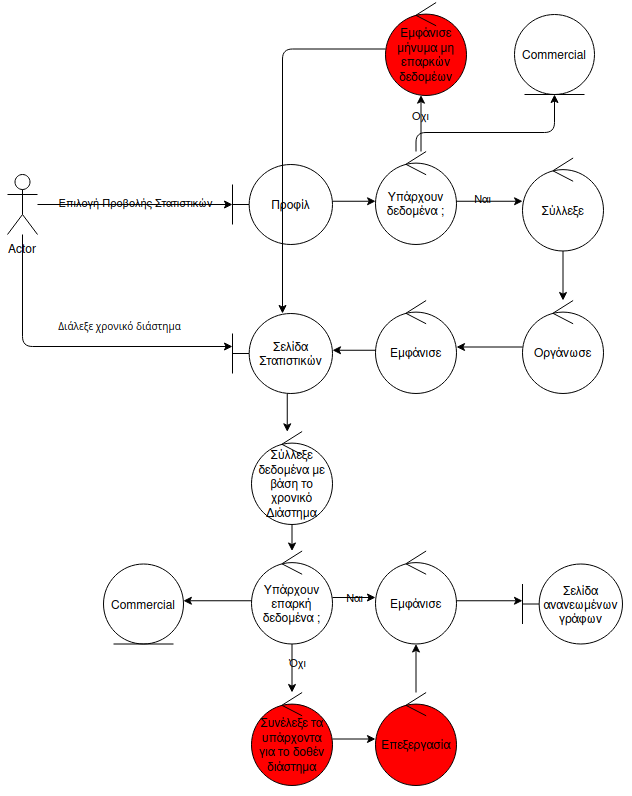 Εμφάνισε
μήνυμα μη
επαρκών
δεδομέων
Commercial
Οχι
Επιλογή Προβολής Στατιστικών
Προφίλ
Υπάρχουν
δεδομένα ;
Ναι
Σύλλεξε
Actor
Διάλεξε χρονικό διάστημα
Σελίδα
Στατιστικών
Εμφάνισε
Οργάνωσε
Σύλλεξε
δεδομένα με
βάση το
χρονικό
Διάστημα
Commercial
Υπάρχουν
επαρκή
δεδομένα ;
Ναι
Εμφάνισε
Σελίδα
ανανεωμένων
γράφων
Όχι
Συνέλεξε τα
υπάρχοντα
για το δοθέν
διάστημα
Επεξεργασία